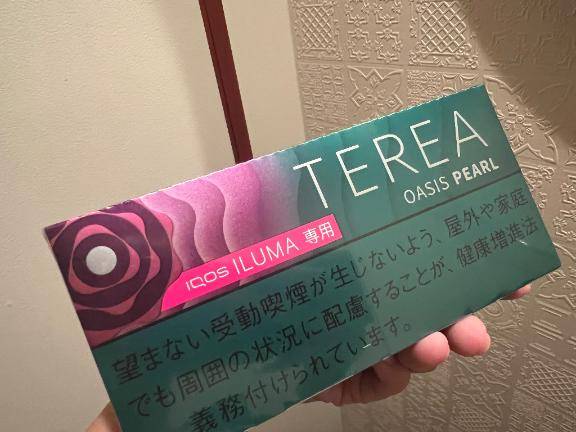 TEREA
OASIS PEARL
IQOS ILUMA 専用
望まない受動喫煙が生じないよう、屋外や家庭
でも周囲の状況に配慮することが、健康増進法
義務付けられています。